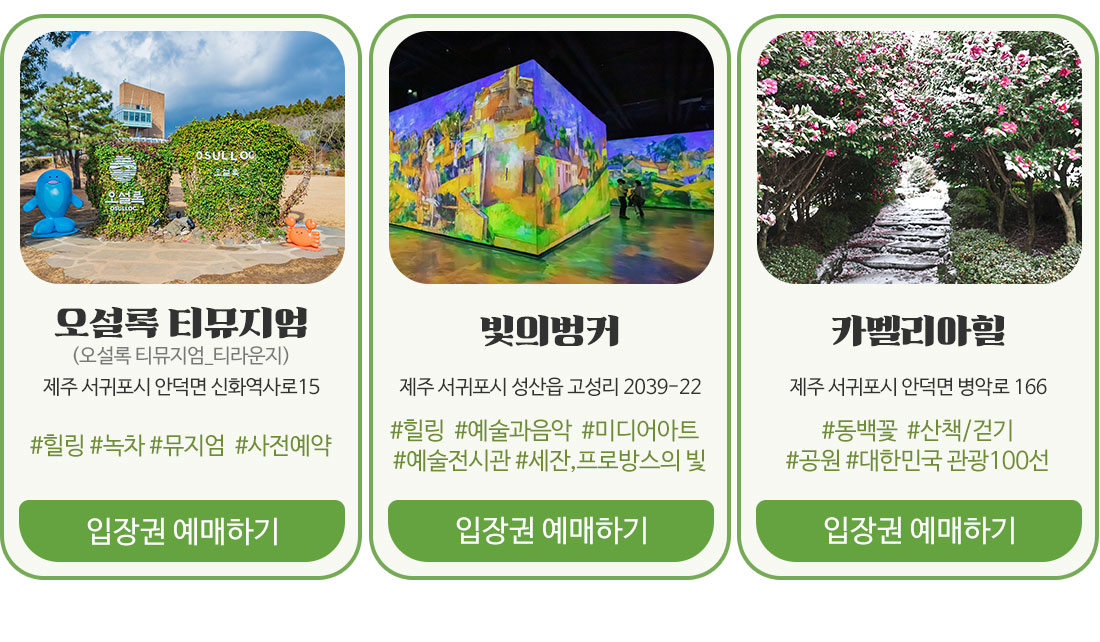 OSULLOC
오설록
오설록
OSULLOC
오설록 티뮤지엄
(오설록 티뮤지엄_티라운지)
제주 서귀포시 안덕면 신화역사로15
#힐링 #녹차 #뮤지엄 #사전예약
입장권 예매하기
빛의벙커
제주 서귀포시 성산읍 고성리 2039-22
#힐링 #예술과음악 #미디어아트
#예술전시관 #세잔,프로방스의 빛
입장권 예매하기
카멜리아힐
제주 서귀포시 안덕면 병악로 166
#동백꽃 #산책/걷기
#공원 #대한민국 관광100선
입장권 예매하기